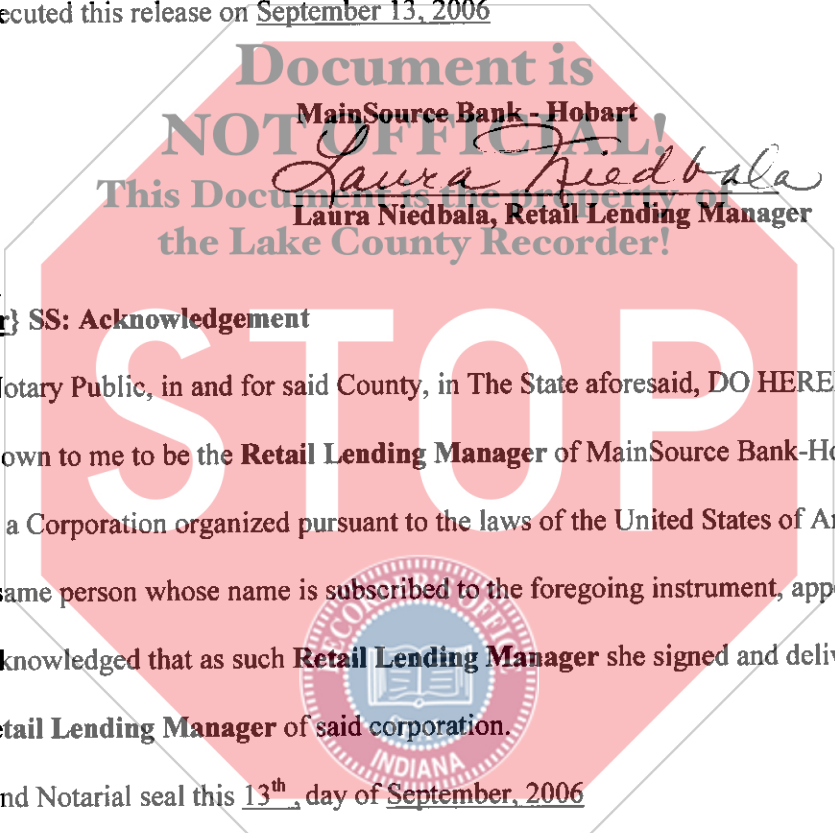 ecuted this release on September 13, 2006
Document is
MainSource Bank - Hobart
NOT OFFICIAL!
Laura Niedbala
This Document is the property of
Laura Niedbala, Retail Lending Manager
the Lake County Recorder!
r} SS: Acknowledgement
Notary Public, in and for said County, in The State aforesaid, DO HERE
own to me to be the Retail Lending Manager of MainSource Bank-Ho
STOP
a Corporation organized pursuant to the laws of the United States of A
same person whose name is subscribed to the foregoing instrument, app
RECORDER'S OFFICE
knowledged that as such Retail Lending Manager she signed and deliv
etail Lending Manager of said corporation.
INDIANA
nd Notarial seal this 13th , day of September, 2006